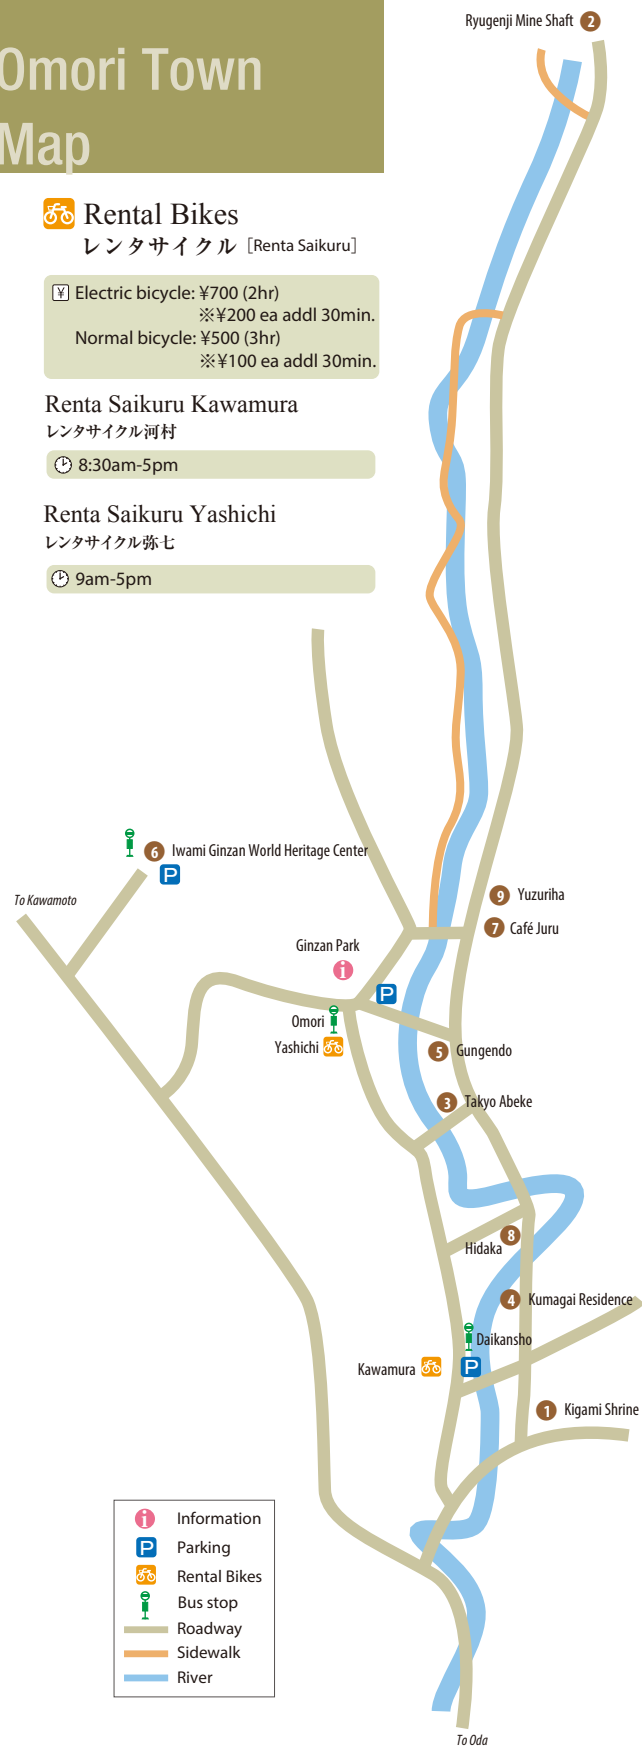 Omori Town
Map
Rental Bikes
レンタサイクル [Renta Saikuru]
¥ Electric bicycle: ¥700 (2hr)
※¥200 ea addl 30min.
Normal bicycle: ¥500 (3hr)
※¥100 ea addl 30min.
Renta Saikuru Kawamura
レンタサイクル河村
8:30am-5pm
Renta Saikuru Yashichi
レンタサイクル弥七
9am-5pm
Ryugenji Mine Shaft 2
6 Iwami Ginzan World Heritage Center
P
To Kawamoto
9 Yuzuriha
7 Café Juru
Ginzan Park
i
P
Omori
Yashichi
5 Gungendo
3 Takyo Abeke
8
Hidaka
4 Kumagai Residence
Daikansho
Kawamura
P
1 Kigami Shrine
i Information
P Parking
Rental Bikes
Bus stop
Roadway
Sidewalk
River
To Oda